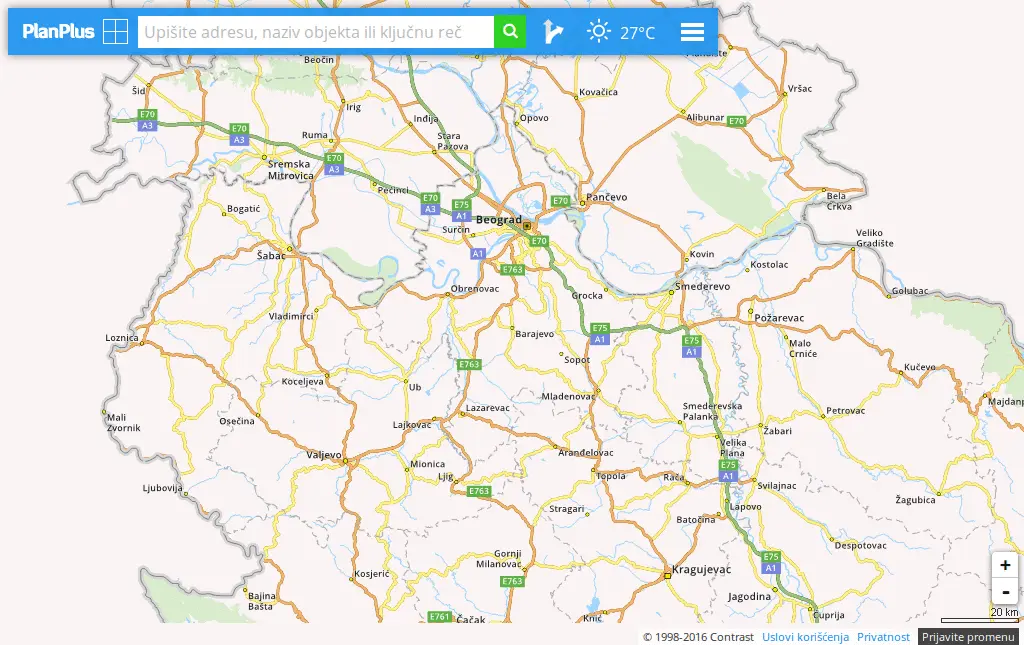 PlanPlus
Upišite adresu, naziv objekta ili ključnu reč
27°C
Beočin
Plandište
Šid
Kovačica
Vršac
E70
A3
Irig
Inđija
Opovo
Alibunar
E70
E70
A3
Ruma
Stara
Pazova
E70
A3
Sremska
Mitrovica
Pećinci
E70
A3
E75
A1
E70
Pančevo
Bela
Crkva
Bogatić
Beograd
Surčin
E70
Veliko
Gradište
Šabac
A1
E763
Kovin
Kostolac
Obrenovac
Grocka
Smederevo
Golubac
Vladimirci
Požarevac
Loznica
Barajevo
E75
A1
E75
A1
Malo
Crniće
E763
Sopot
Kučevo
Koceljeva
Ub
Mladenovac
Majdanp
Mali
Zvornik
Osečina
Lazarevac
Smederevska
Palanka
Petrovac
Lajkovac
Žabari
Velika
Plana
Valjevo
Aranđelovac
Mionica
E75
A1
Ljig
Topola
Rača
Svilajnac
Ljubovija
E763
Žagubica
Stragari
Lapovo
Batočina
Despotovac
Gornji
Milanovac
E75
A1
Kosjerić
E763
Kragujevac
Bajina
Bašta
Jagodina
E761
Čačak
Knić
Ćuprija
+
-
20 km
© 1998-2016 Contrast Uslovi korišćenja Privatnost Prijavite promenu